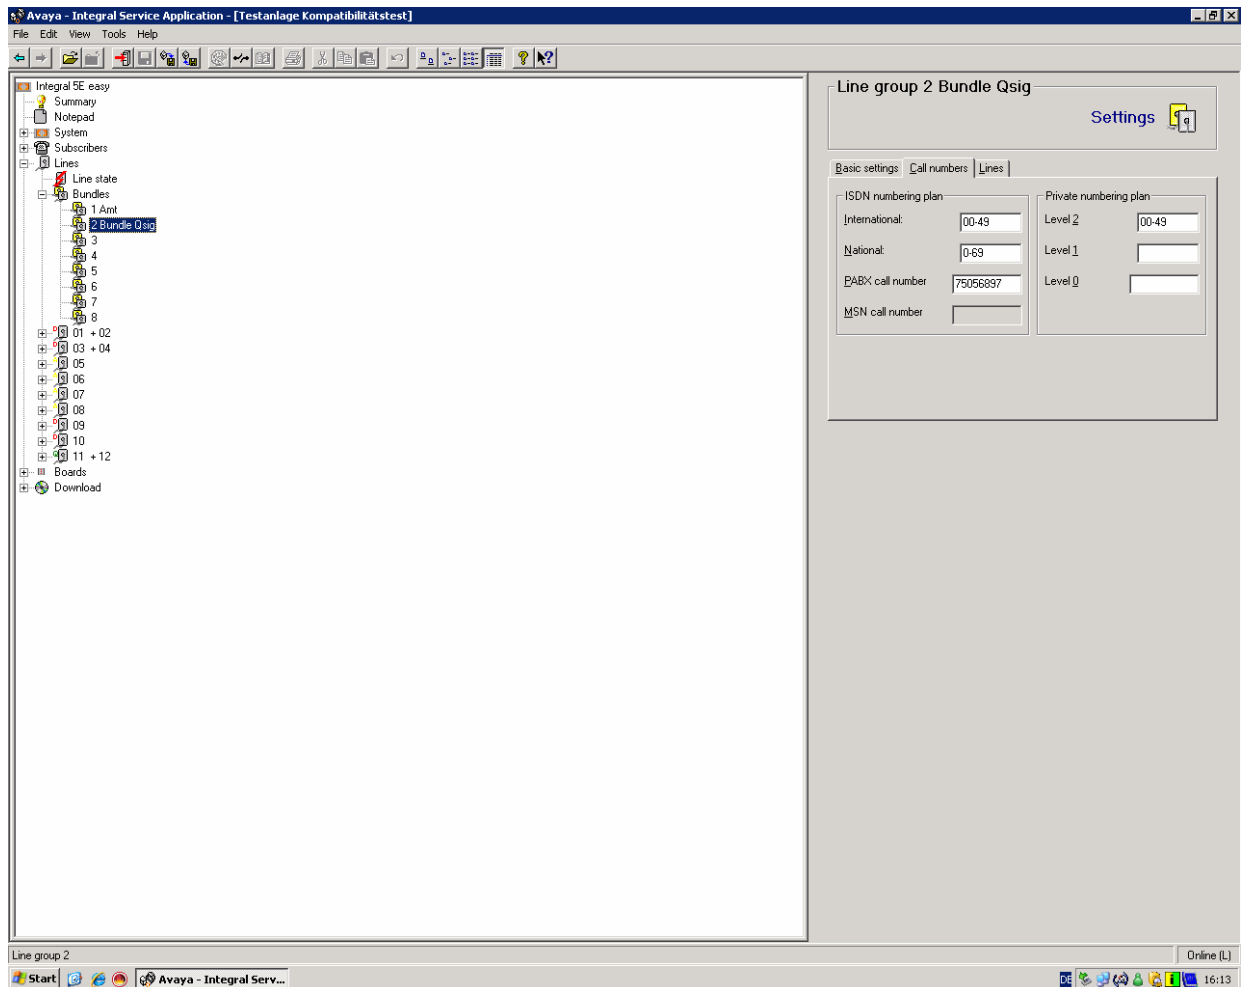 Avaya - Integral Service Application - [Testanlage Kompatibilitätstest]
File Edit View Tools Help
Integral 5E easy
Summary
Notepad
System
Subscribers
Lines
Line state
Bundles
1 Amt
2 Bundle Qsig
3
4
5
6
7
8
01 + 02
03 + 04
05
06
07
08
09
10
11 + 12
Boards
Download
Line group 2 Bundle Qsig
Settings
Basic settings Call numbers Lines
ISDN numbering plan
International: 00-49
National: 0-69
PABX call number 75056897
MSN call number
Private numbering plan
Level 2 00-49
Level 1
Level 0
Line group 2
Online (L)
Start
Avaya - Integral Serv...
DE
16:13